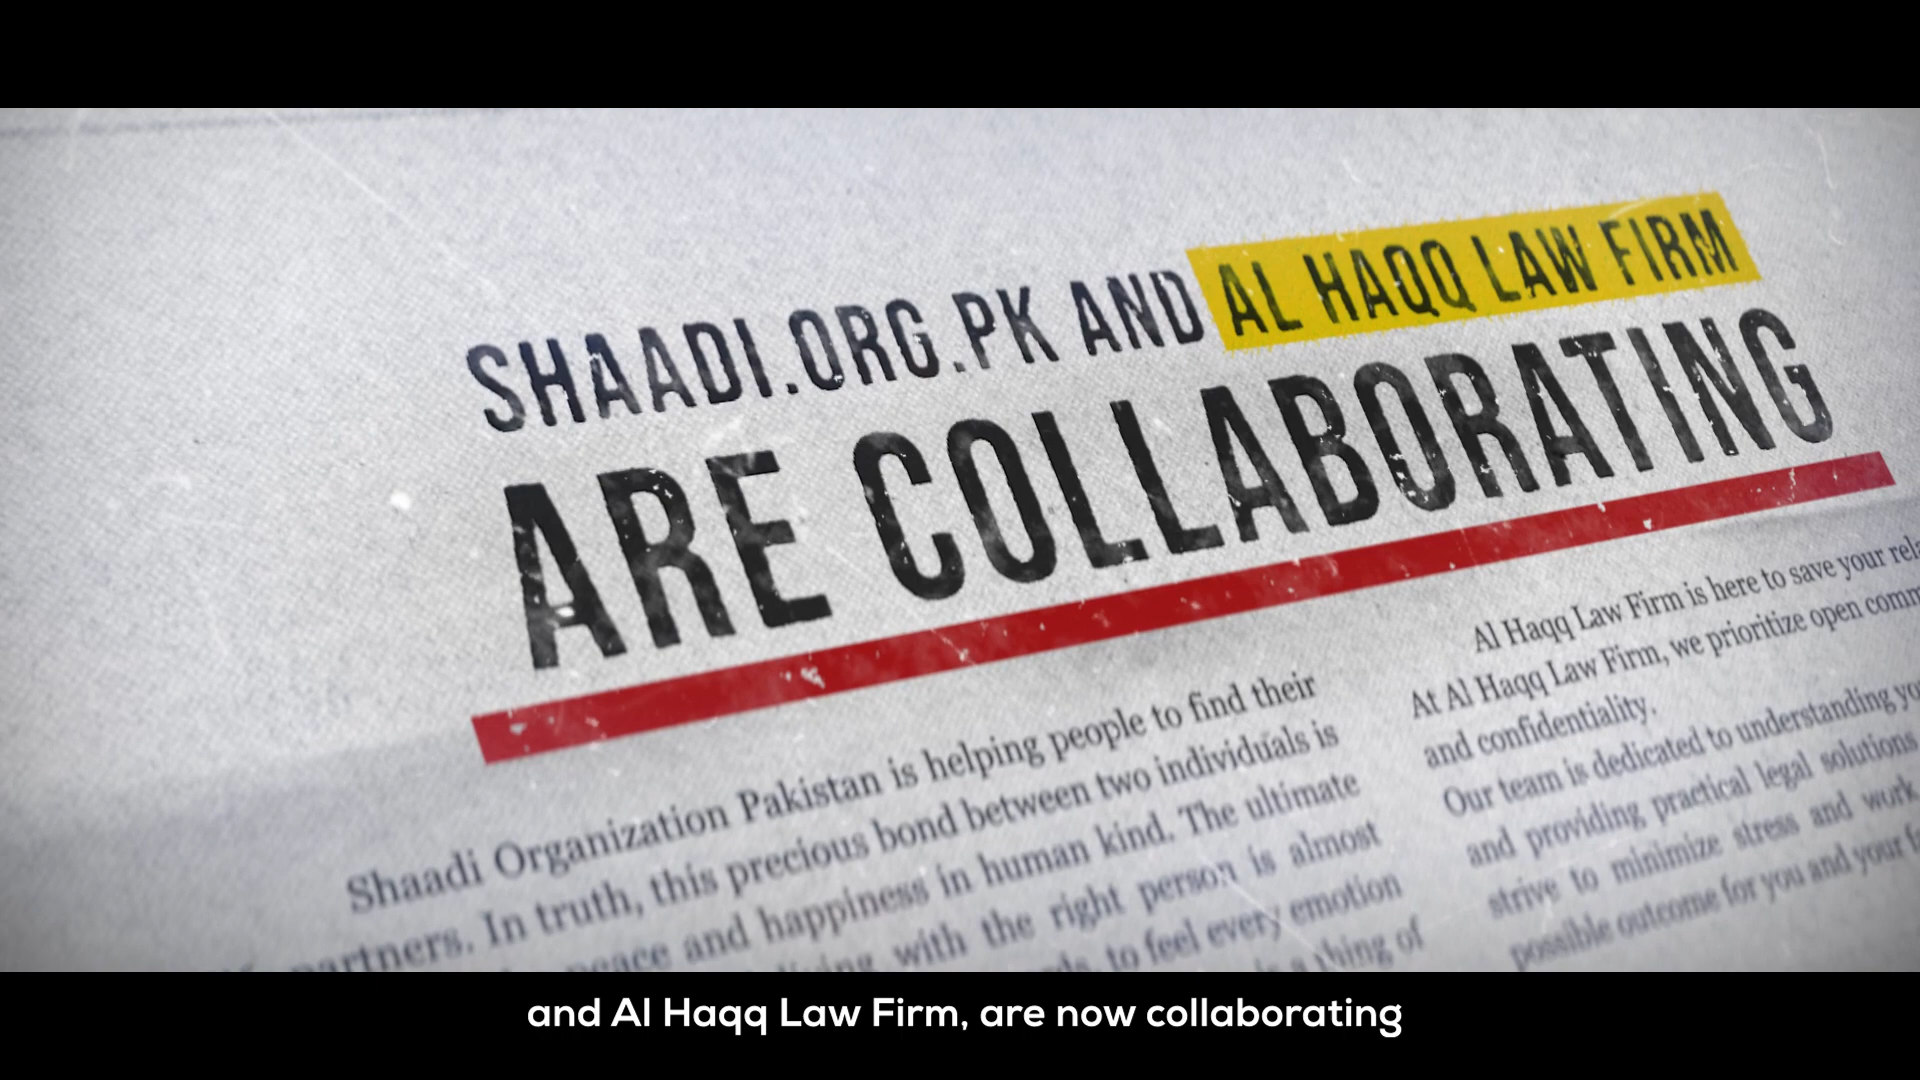 SHAADI.ORG.PK AND AL HAQQ LAW FIRM
ARE COLLABORATING
Shaadi Organization Pakistan is helping people to find their
partners. In truth, this precious bond between two individuals is
peace and happiness in human kind. The ultimate
living with the right person is almost
to feel every emotion
is a thing of
Al Haqq Law Firm is here to save your
At Al Haqq Law Firm, we prioritize open
and confidentiality.
Our team is dedicated to understanding
and providing practical legal solutions
strive to minimize stress and work
possible outcome for you and your
and Al Haqq Law Firm, are now collaborating